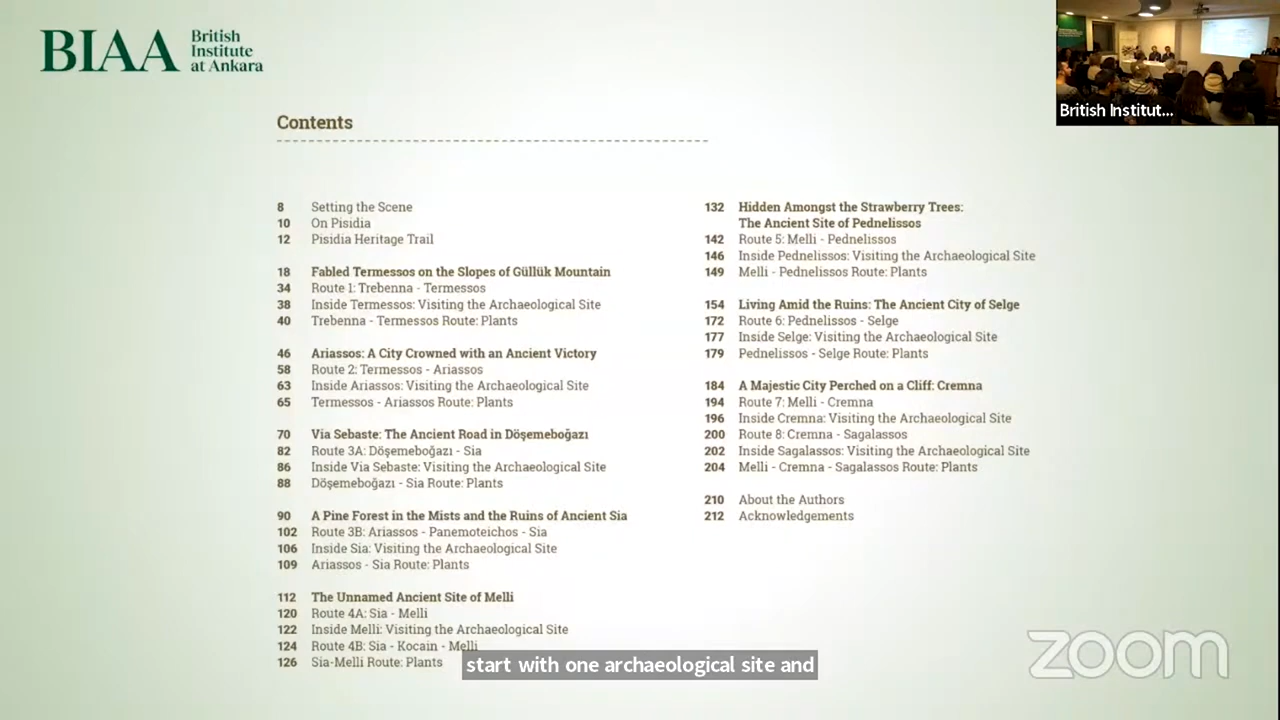 BIAA
British
Institute
at Ankara
British Institut...
Contents
8 Setting the Scene
10 On Pisidia
12 Pisidia Heritage Trail
18 Fabled Termessos on the Slopes of Güllük Mountain
34 Route 1: Trebenna - Termessos
38 Inside Termessos: Visiting the Archaeological Site
40 Trebenna - Termessos Route: Plants
46 Ariassos: A City Crowned with an Ancient Victory
58 Route 2: Termessos - Ariassos
63 Inside Ariassos: Visiting the Archaeological Site
65 Termessos - Ariassos Route: Plants
70 Via Sebaste: The Ancient Road in Döşemeboğazı
82 Route 3A: Döşemeboğazı - Sia
86 Inside Via Sebaste: Visiting the Archaeological Site
88 Döşemeboğazı - Sia Route: Plants
90 A Pine Forest in the Mists and the Ruins of Ancient Sia
102 Route 3B: Ariassos - Panemoteichos - Sia
106 Inside Sia: Visiting the Archaeological Site
109 Ariassos - Sia Route: Plants
112 The Unnamed Ancient Site of Melli
120 Route 4A: Sia - Melli
122 Inside Melli: Visiting the Archaeological Site
124 Route 4B: Sia - Kocain - Melli
126 Sia-Melli Route: Plants
132 Hidden Amongst the Strawberry Trees:
The Ancient Site of Pednelissos
142 Route 5: Melli - Pednelissos
146 Inside Pednelissos: Visiting the Archaeological Site
149 Melli - Pednelissos Route: Plants
154 Living Amid the Ruins: The Ancient City of Selge
172 Route 6: Pednelissos - Selge
177 Inside Selge: Visiting the Archaeological Site
179 Pednelissos - Selge Route: Plants
184 A Majestic City Perched on a Cliff: Cremna
194 Route 7: Melli - Cremna
196 Inside Cremna: Visiting the Archaeological Site
200 Route 8: Cremna - Sagalassos
202 Inside Sagalassos: Visiting the Archaeological Site
204 Melli - Cremna - Sagalassos Route: Plants
210 About the Authors
212 Acknowledgements
start with one archaeological site and
zoom